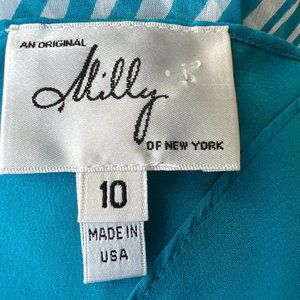 AN ORIGINAL
Milly
OF NEW YORK
10
MADE IN
USA